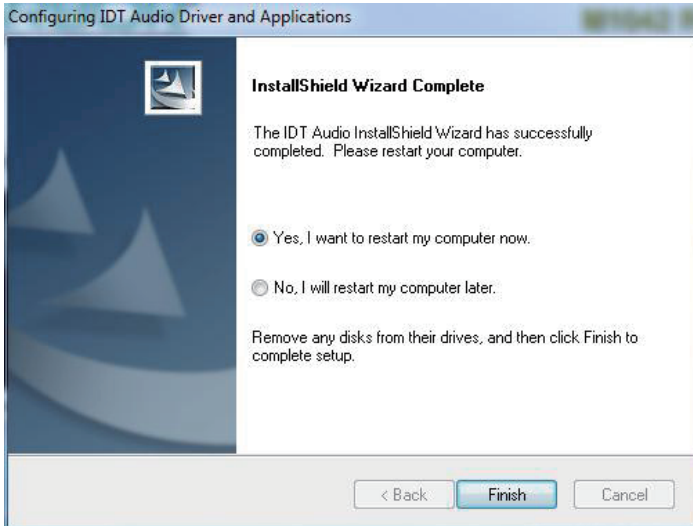 Configuring IDT Audio Driver and Applications
InstallShield Wizard Complete
The IDT Audio InstallShield Wizard has successfully
completed.  Please restart your computer.
Yes, I want to restart my computer now.
No, I will restart my computer later.
Remove any disks from their drives, and then click Finish to
complete setup.
< Back
Finish
Cancel